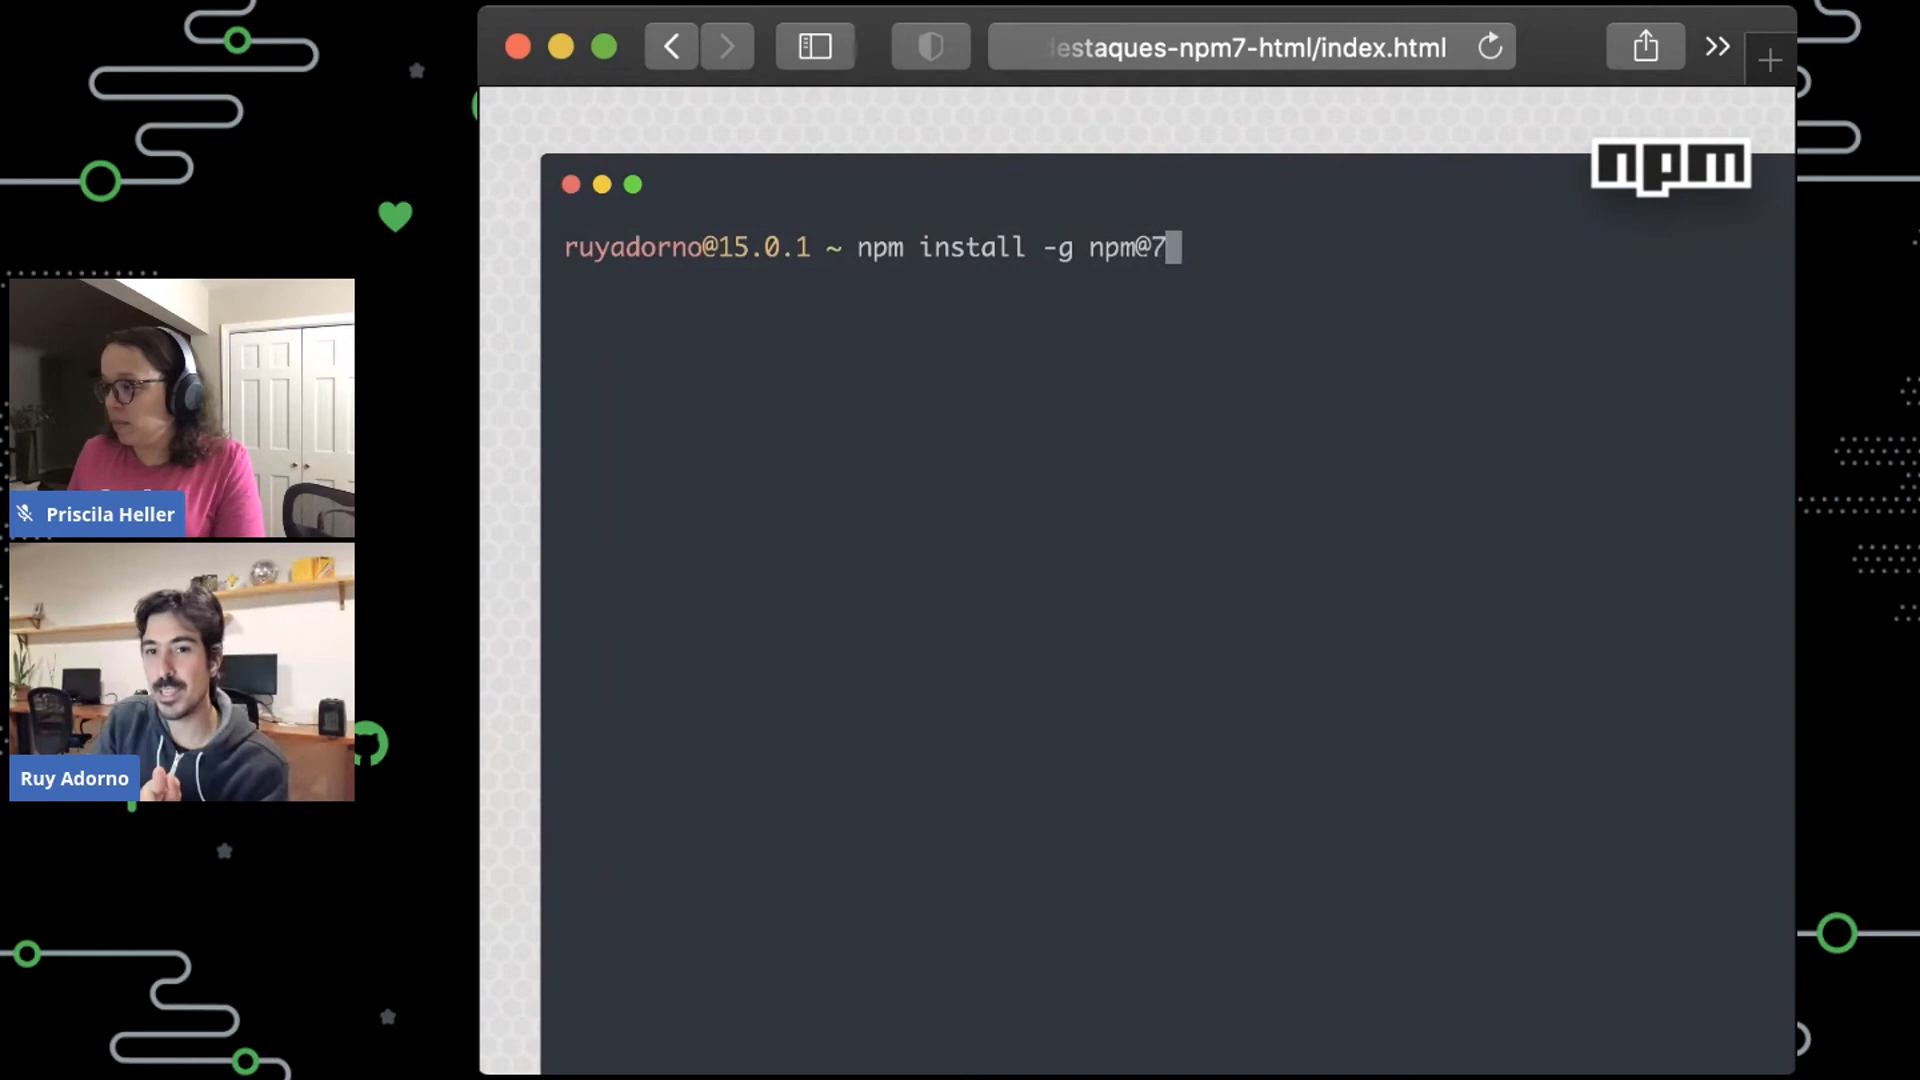 estaques-npm7-html/index.html
npm
ruyadorno@15.0.1 ~ npm install -g npm@7
Priscila Heller
Ruy Adorno